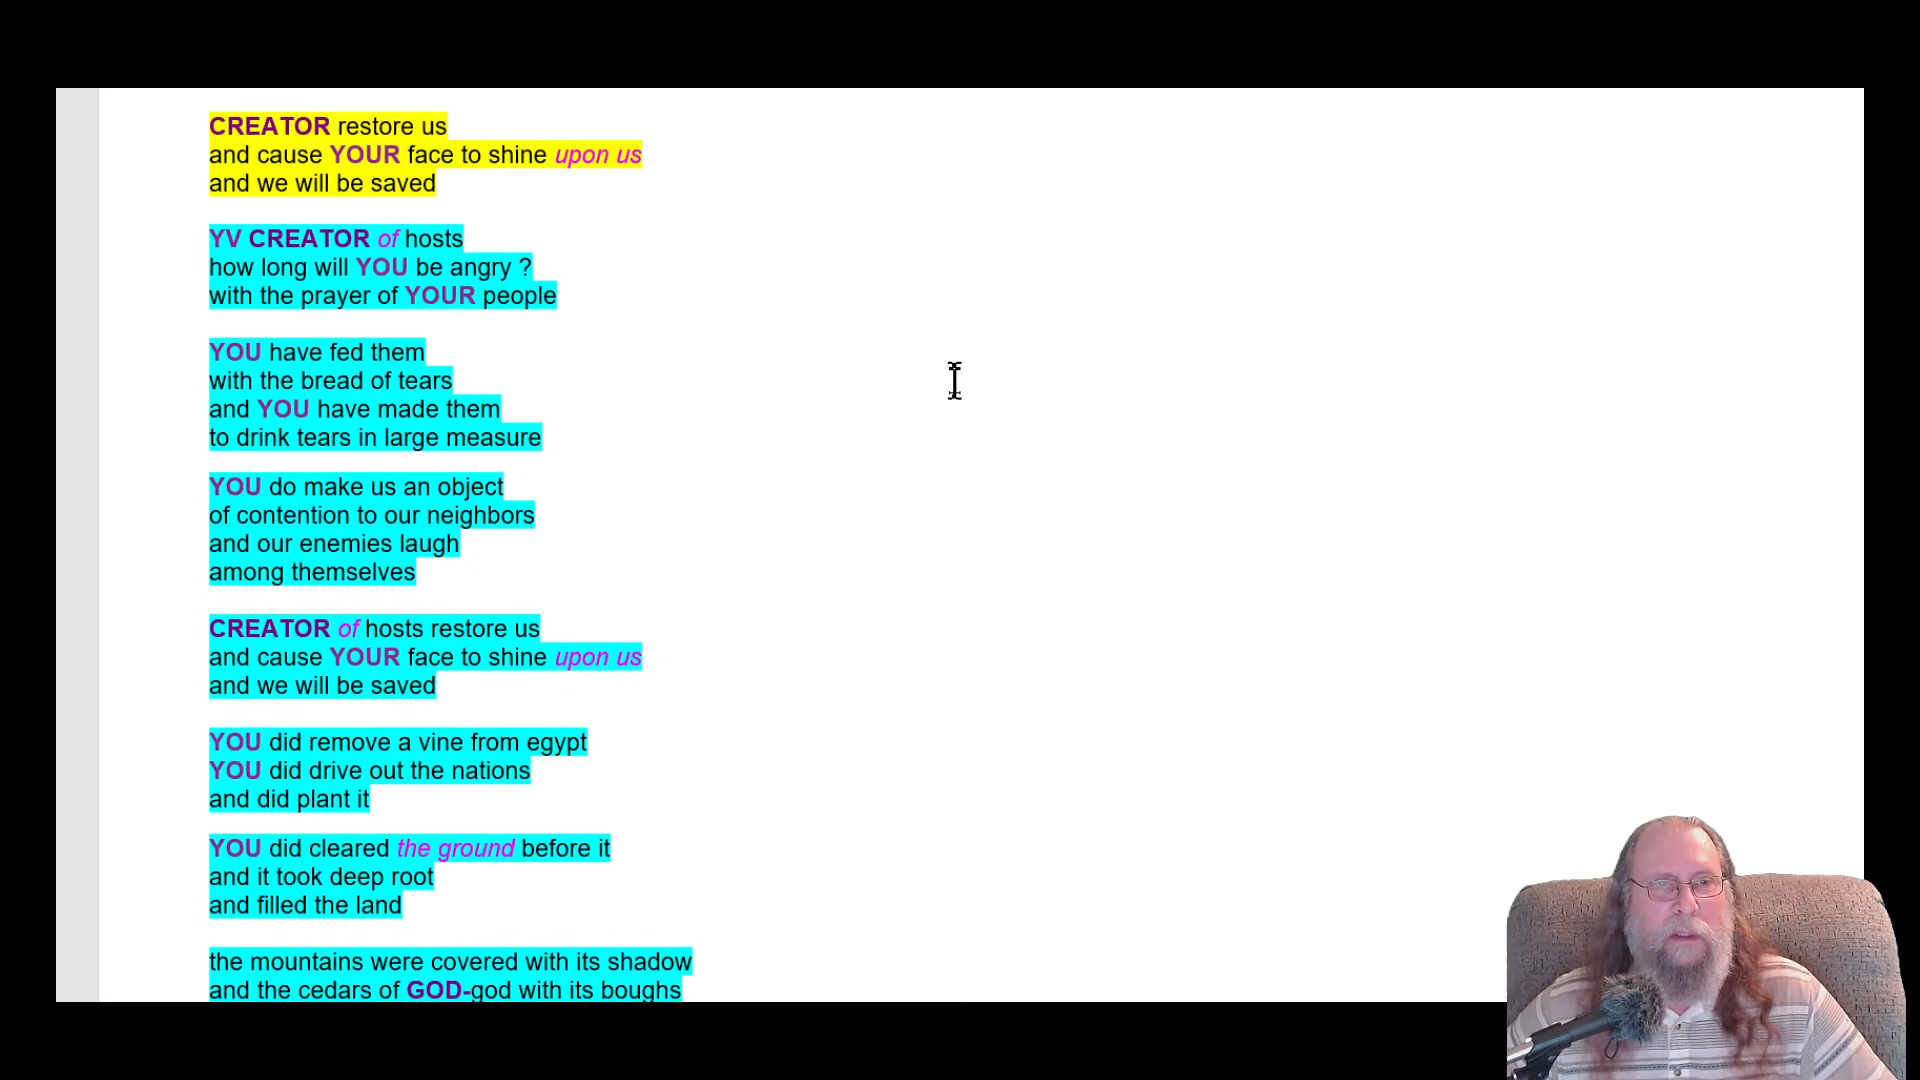 CREATOR restore us
and cause YOUR face to shine upon us
and we will be saved
YV CREATOR of hosts
how long will YOU be angry ?
with the prayer of YOUR people
YOU have fed them
with the bread of tears
and YOU have made them
to drink tears in large measure
YOU do make us an object
of contention to our neighbors
and our enemies laugh
among themselves
CREATOR of hosts restore us
and cause YOUR face to shine upon us
and we will be saved
YOU did remove a vine from egypt
YOU did drive out the nations
and did plant it
YOU did cleared the ground before it
and it took deep root
and filled the land
the mountains were covered with its shadow
and the cedars of GOD-god with its boughs